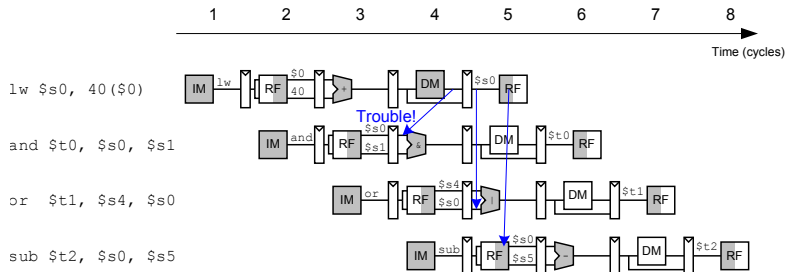 1 2 3 4 5 6 7 8
Time (cycles)
lw $s0, 40($0)
IM lw RF $0 40 + DM $s0 RF
Trouble!
and $t0, $s0, $s1
IM and RF $s0 $s1 & DM $t0 RF
or $t1, $s4, $s0
IM or RF $s4 $s0 | DM $t1 RF
sub $t2, $s0, $s5
IM sub RF $s0 $s5 - DM $t2 RF